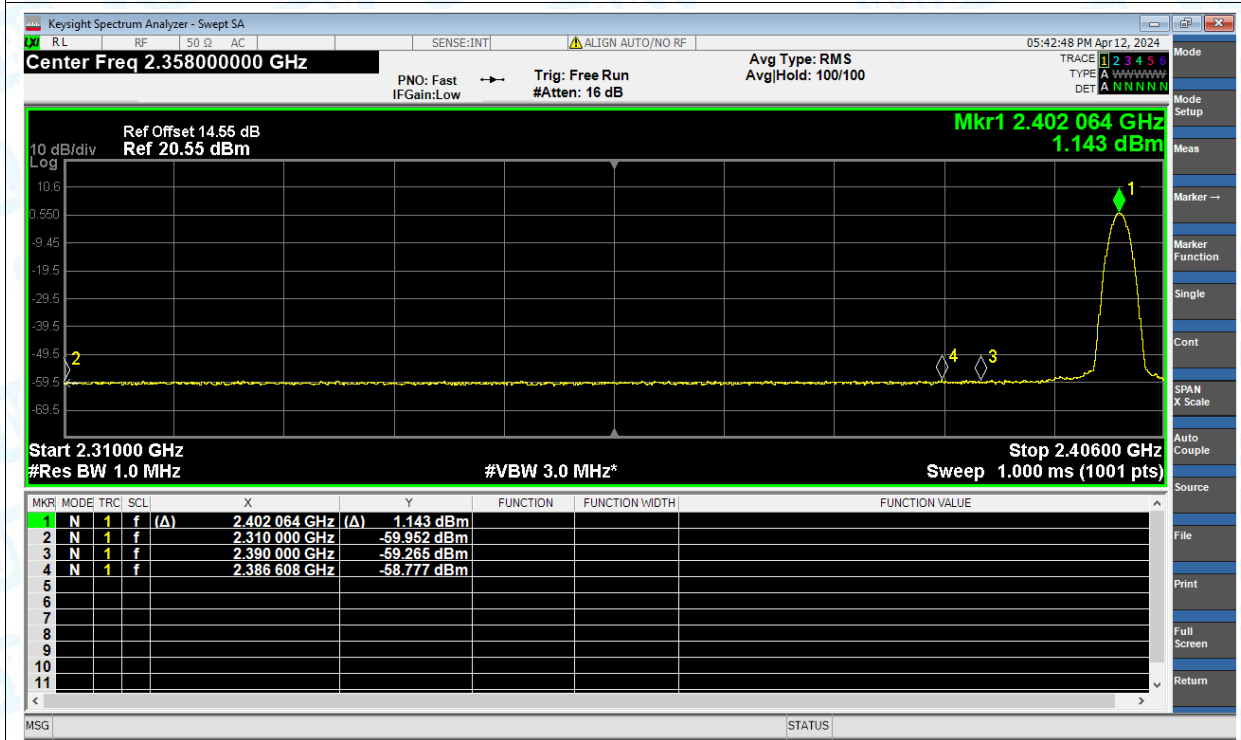 Keysight Spectrum Analyzer - Swept SA
LXI RL RF 50 Ω AC SENSE:INT ALIGN AUTO/NO RF 05:42:48 PM Apr 12, 2024
Center Freq 2.358000000 GHz
PNO: Fast
IFGain:Low
Trig: Free Run
#Atten: 16 dB
Avg Type: RMS
Avg|Hold: 100/100
TRACE 1 2 3 4 5 6
TYPE A WWWWW
DET A N N N N N
Ref Offset 14.55 dB
10 dB/div Ref 20.55 dBm
Log
Mkr1 2.402 064 GHz
1.143 dBm
10.6
0.550
-9.45
-19.5
-29.5
-39.5
-49.5
-59.5
-69.5
1
2
4
3
Start 2.31000 GHz Stop 2.40600 GHz
#Res BW 1.0 MHz #VBW 3.0 MHz* Sweep 1.000 ms (1001 pts)
MKR MODE TRC SCL X Y FUNCTION FUNCTION WIDTH FUNCTION VALUE
1 N 1 f (Δ) 2.402 064 GHz (Δ) 1.143 dBm
2 N 1 f 2.310 000 GHz -59.952 dBm
3 N 1 f 2.390 000 GHz -59.265 dBm
4 N 1 f 2.386 608 GHz -58.777 dBm
5
6
7
8
9
10
11
MSG STATUS
Mode
Mode
Setup
Meas
Marker →
Marker
Function
Single
Cont
SPAN
X Scale
Auto
Couple
Source
File
Print
Full
Screen
Return